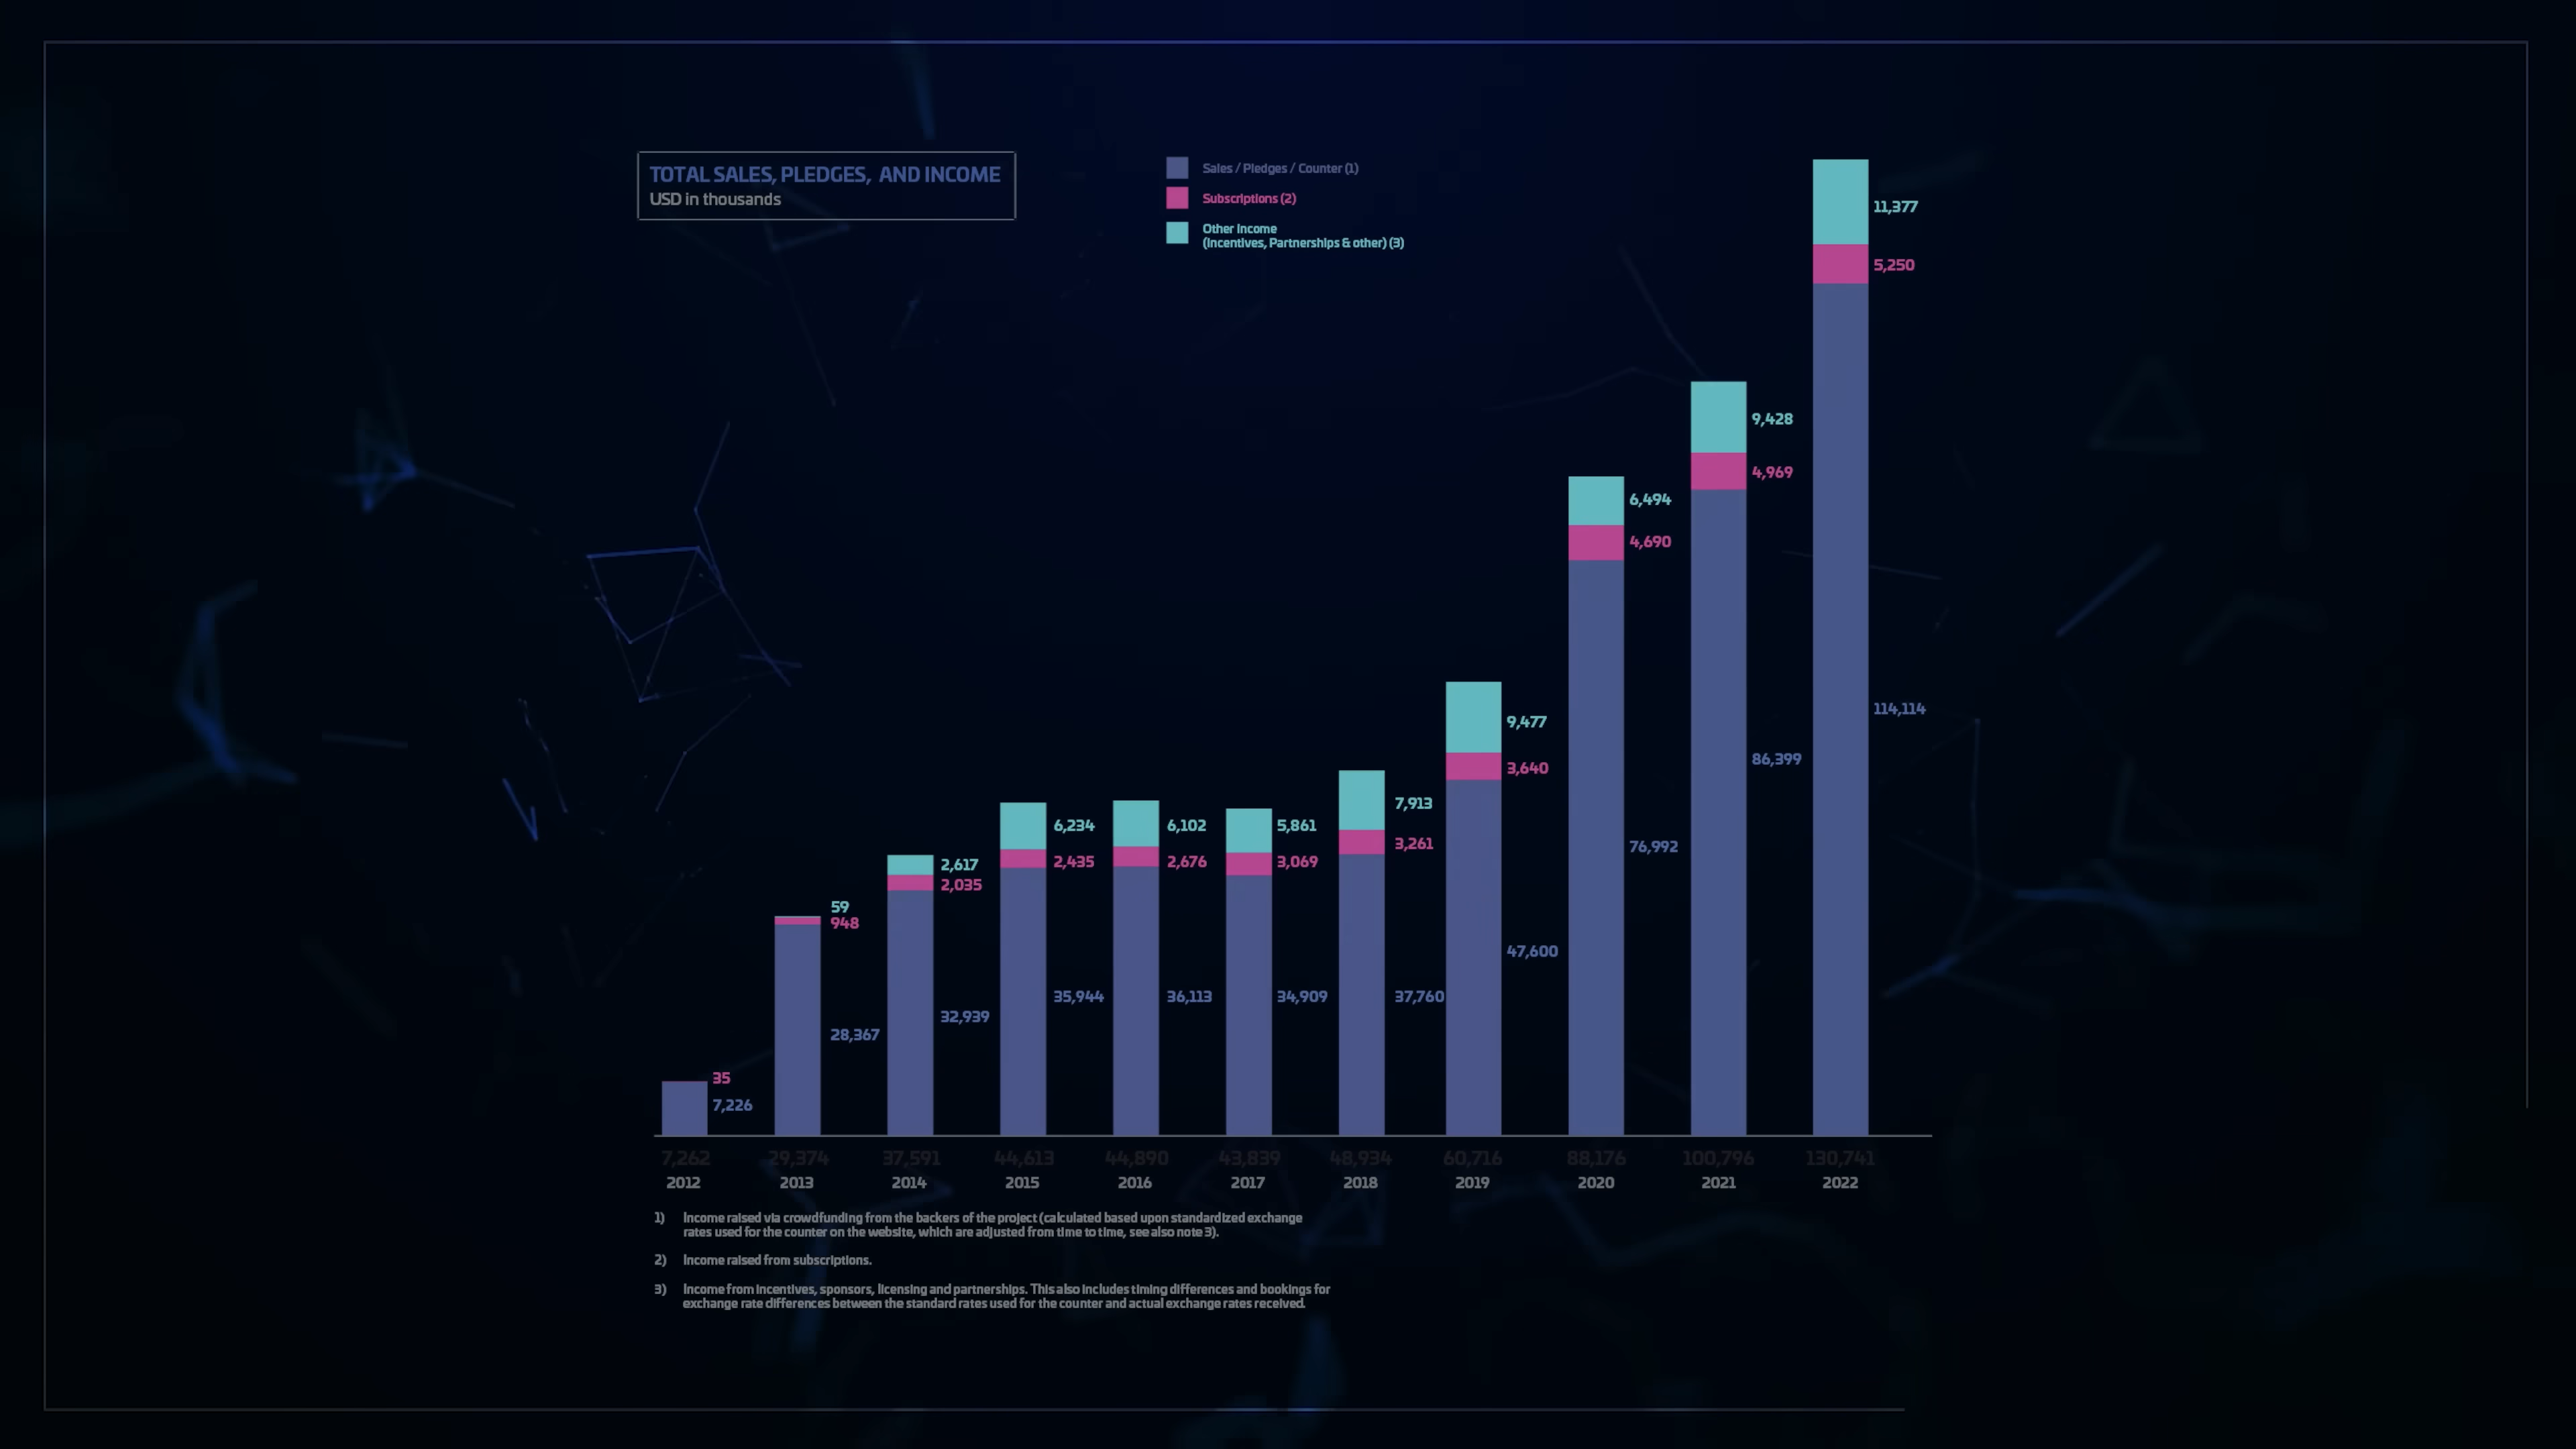 TOTAL SALES, PLEDGES, AND INCOME
USD in thousands
Sales / Pledges / Counter (1)
Subscriptions (2)
Other Income
(Incentives, Partnerships & other) (3)
11,377
5,250
114,114
9,428
4,969
86,399
6,494
4,690
76,992
9,477
3,640
47,600
7,913
3,261
37,760
5,861
3,069
34,909
6,102
2,676
36,113
6,234
2,435
35,944
2,617
2,035
32,939
59
948
28,367
35
7,226
7,262 29,374 37,591 44,613 44,890 43,839 48,934 60,716 88,176 100,796 130,741
2012 2013 2014 2015 2016 2017 2018 2019 2020 2021 2022
1) Income raised via crowdfunding from the backers of the project (calculated based upon standardized exchange
rates used for the counter on the website, which are adjusted from time to time, see also note 3).
2) Income raised from subscriptions.
3) Income from incentives, sponsors, licensing and partnerships. This also includes timing differences and bookings for
exchange rate differences between the standard rates used for the counter and actual exchange rates received.